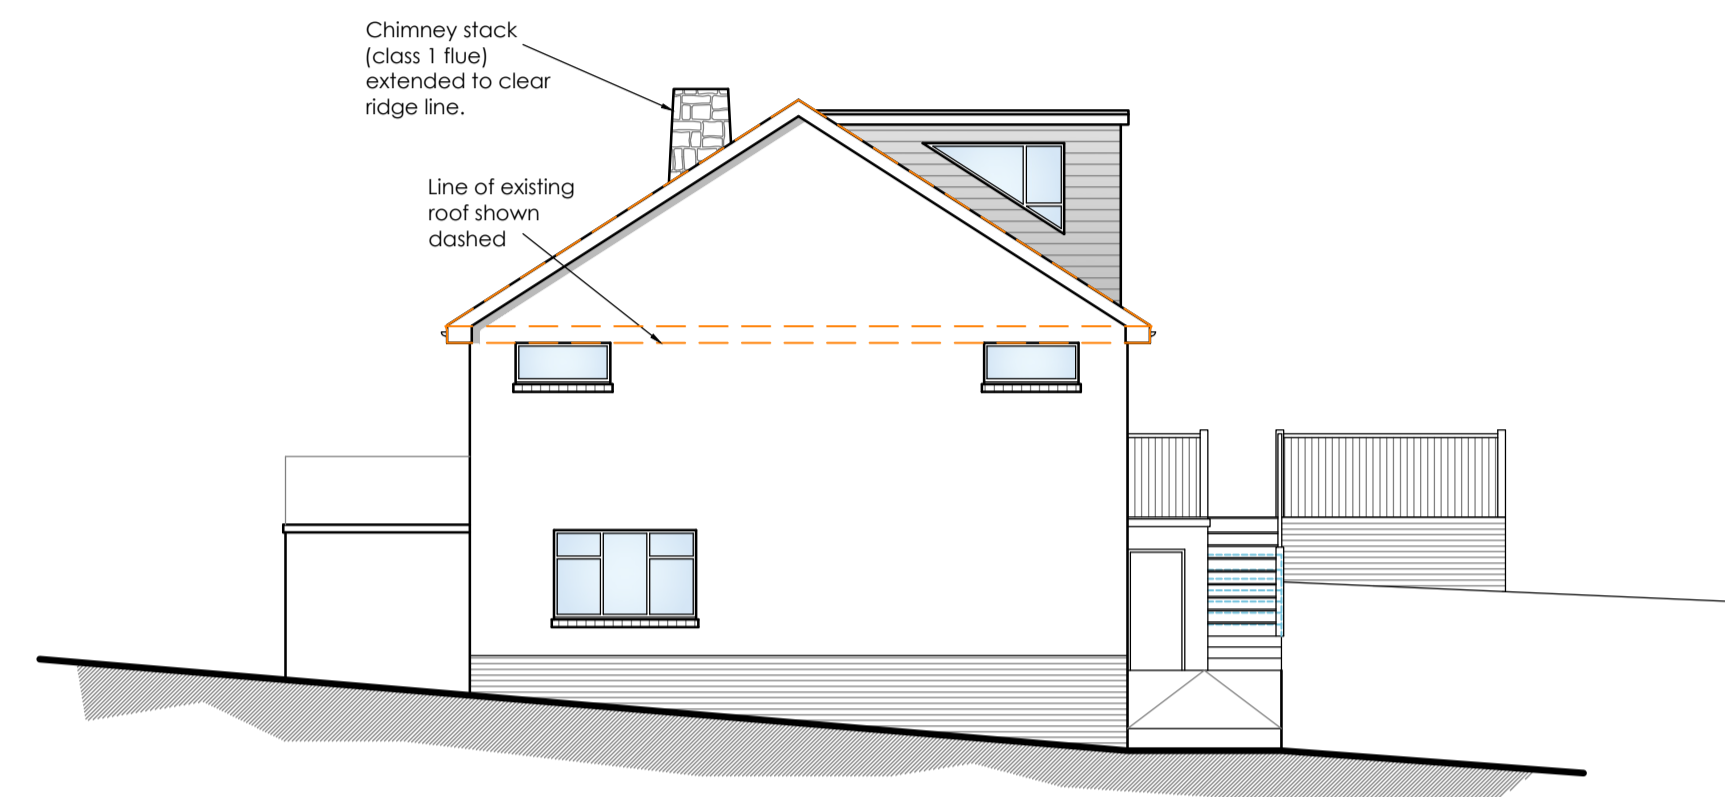 Chimney stack
(class 1 flue)
extended to clear
ridge line.
Line of existing
roof shown
dashed